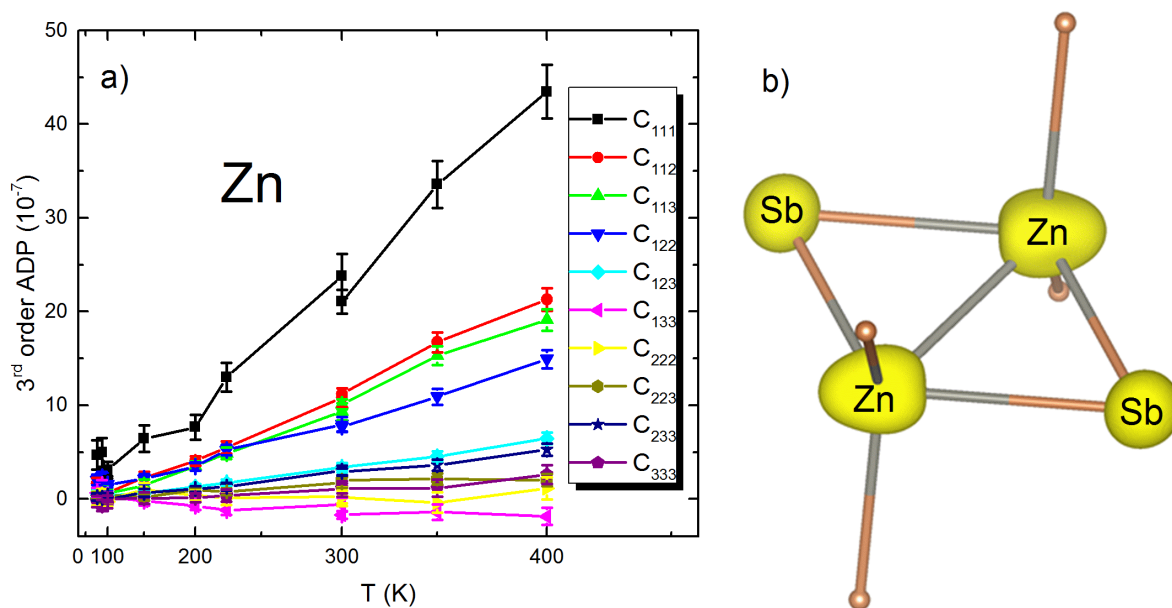 a)
Zn
3rd order ADP (10-7)
50
40
30
20
10
0
0 100 200 300 400
T (K)
C111
C112
C113
C122
C123
C133
C222
C223
C233
C333
b)
Sb
Zn
Zn
Sb